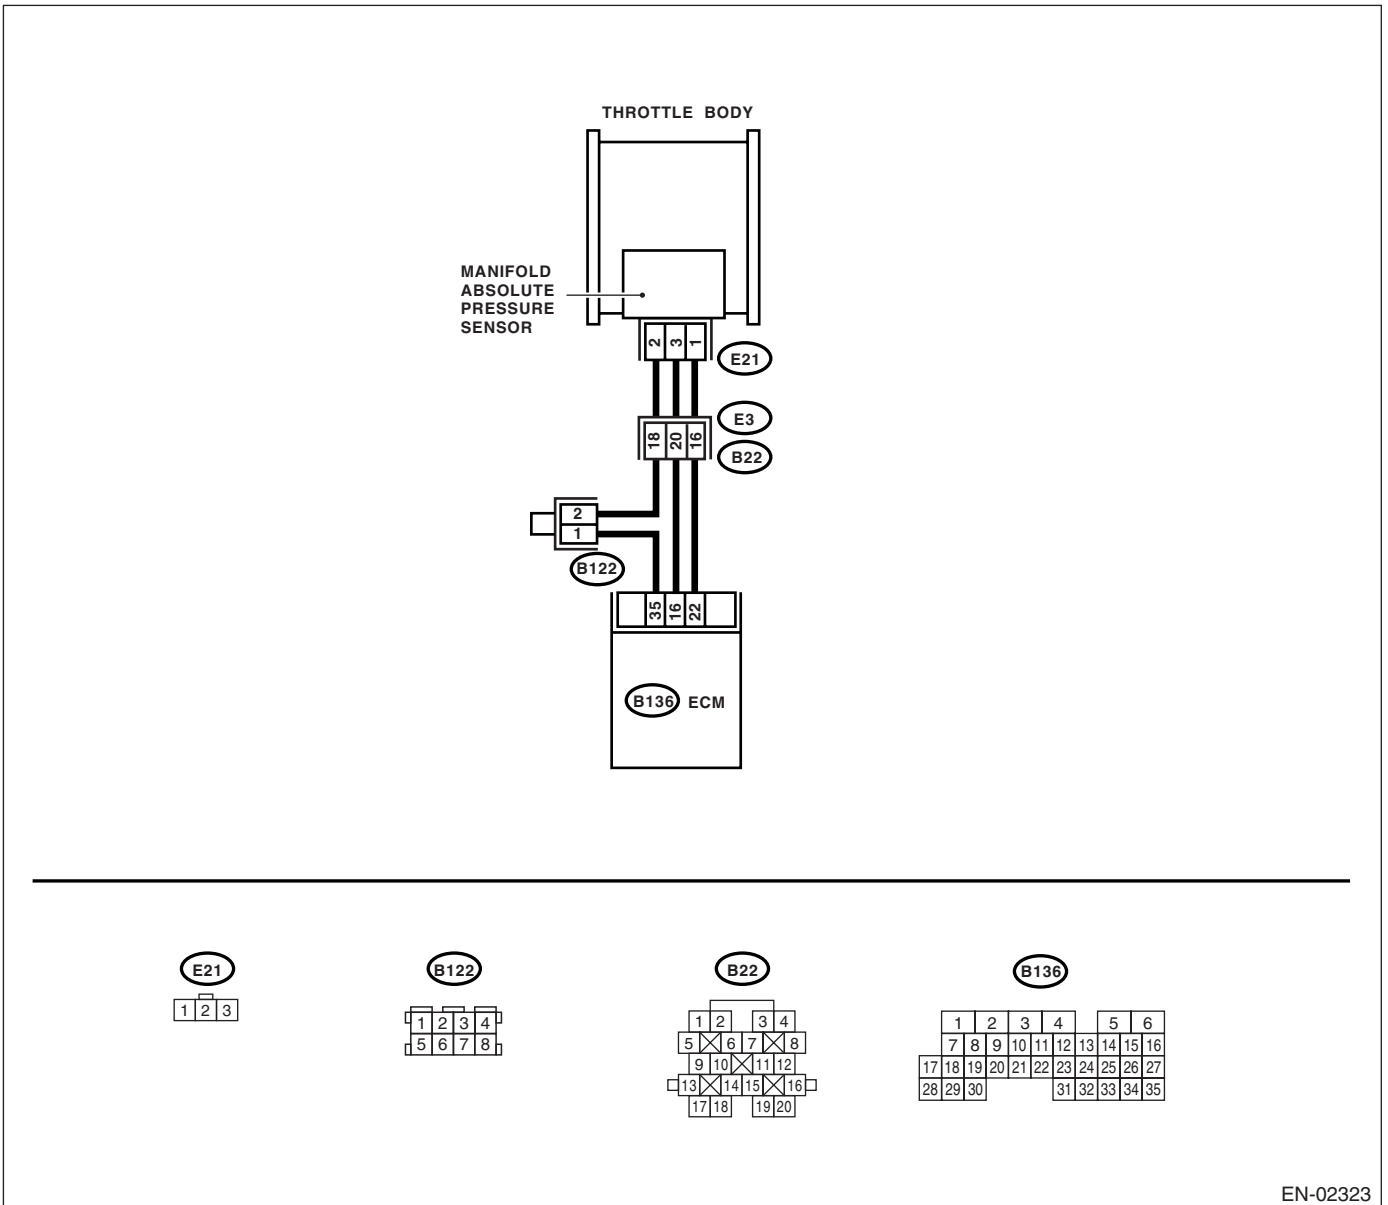 THROTTLE BODY
MANIFOLD
ABSOLUTE
PRESSURE
SENSOR
2 3 1
E21
E3
18 20 16
B22
2
1
B122
35 16 22
B136 ECM
E21
1 2 3
B122
1 2 3 4
5 6 7 8
B22
1 2 3 4
5 6 7 8
9 10 11 12
13 14 15 16
17 18 19 20
B136
1 2 3 4 5 6
7 8 9 10 11 12 13 14 15 16
17 18 19 20 21 22 23 24 25 26 27
28 29 30 31 32 33 34 35
EN-02323